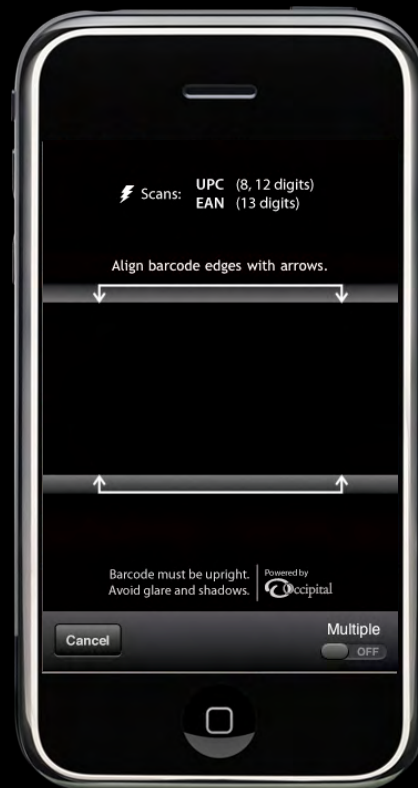 Scans: UPC (8, 12 digits)
EAN (13 digits)
Align barcode edges with arrows.
Barcode must be upright.
Avoid glare and shadows.
Powered by
Occipital
Cancel
Multiple
OFF